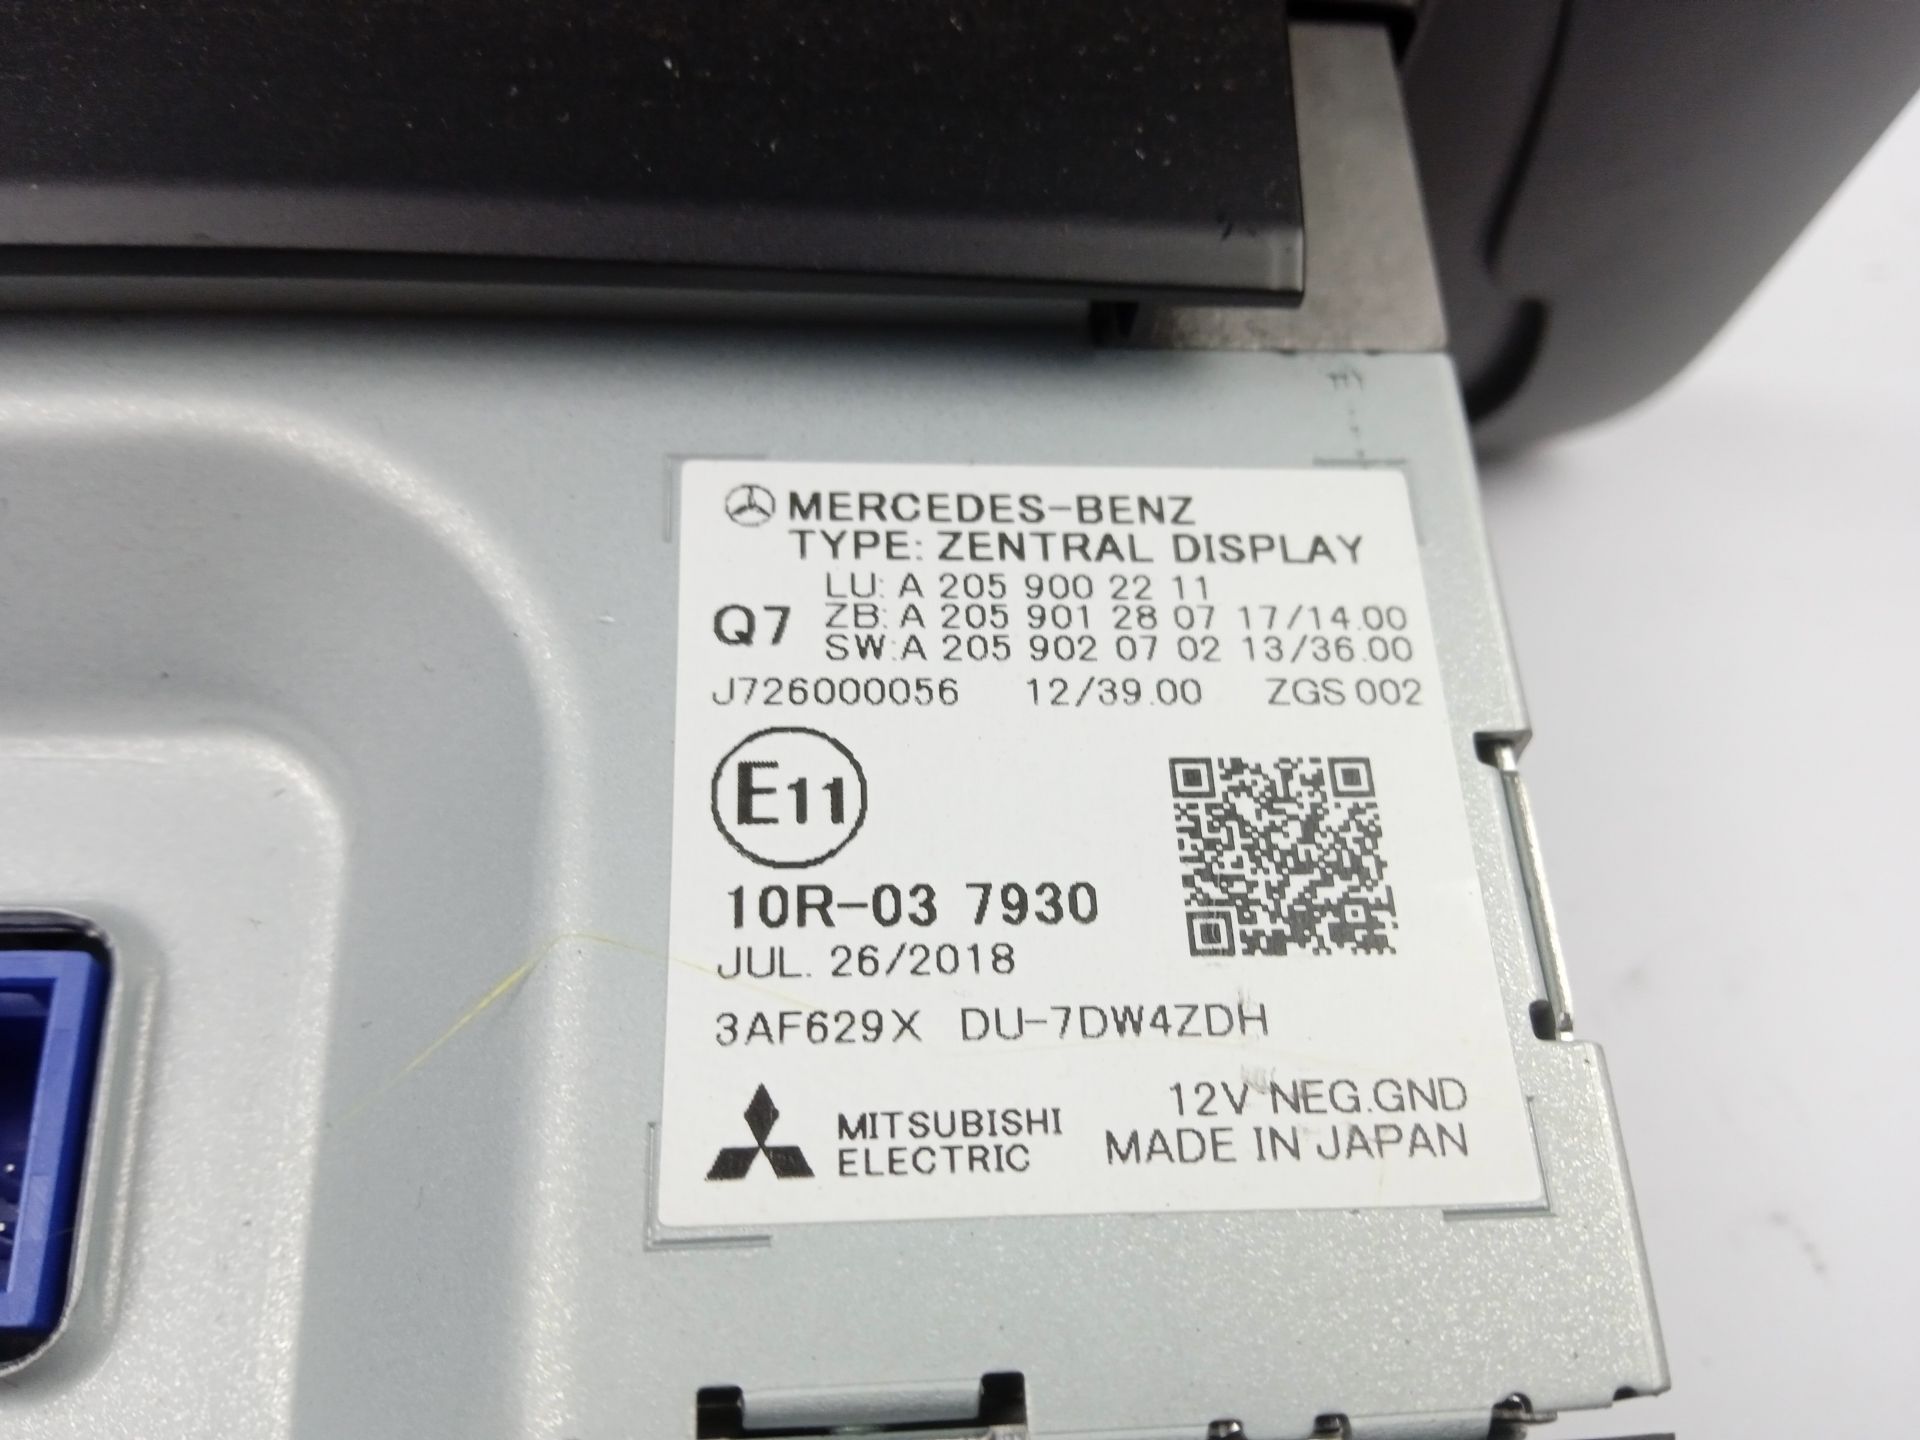 MERCEDES-BENZ
TYPE: ZENTRAL DISPLAY
LU: A 205 900 22 11
Q7 ZB: A 205 901 28 07 17/14.00
SW: A 205 902 07 02 13/36.00
J726000056 12/39.00 ZGS 002
E11
10R-03 7930
JUL. 26/2018
3AF629X DU-7DW4ZDH
12V NEG.GND
MITSUBISHI
ELECTRIC
MADE IN JAPAN